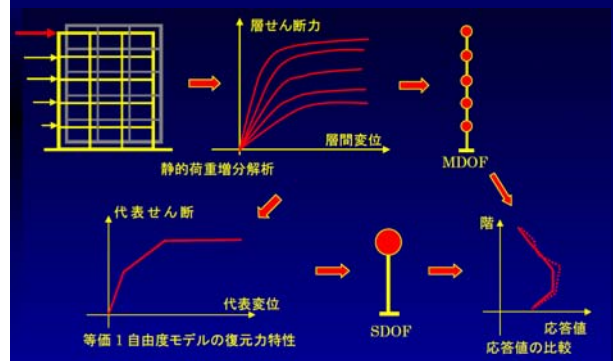 層せん断力
層間変位
静的荷重増分解析
MDOF
代表せん断
代表変位
等価1自由度モデルの復元力特性
SDOF
階
応答値
応答値の比較